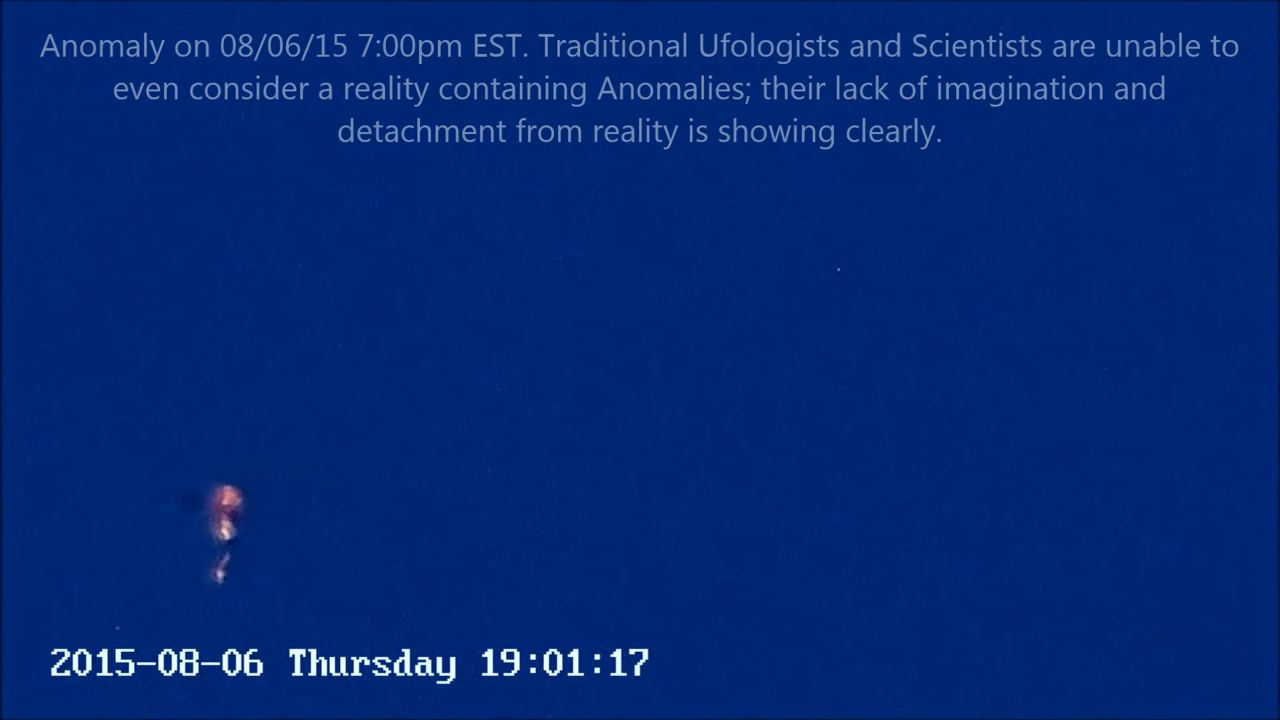 Anomaly on 08/06/15 7:00pm EST. Traditional Ufologists and Scientists are unable to
even consider a reality containing Anomalies; their lack of imagination and
detachment from reality is showing clearly.
2015-08-06 Thursday 19:01:17